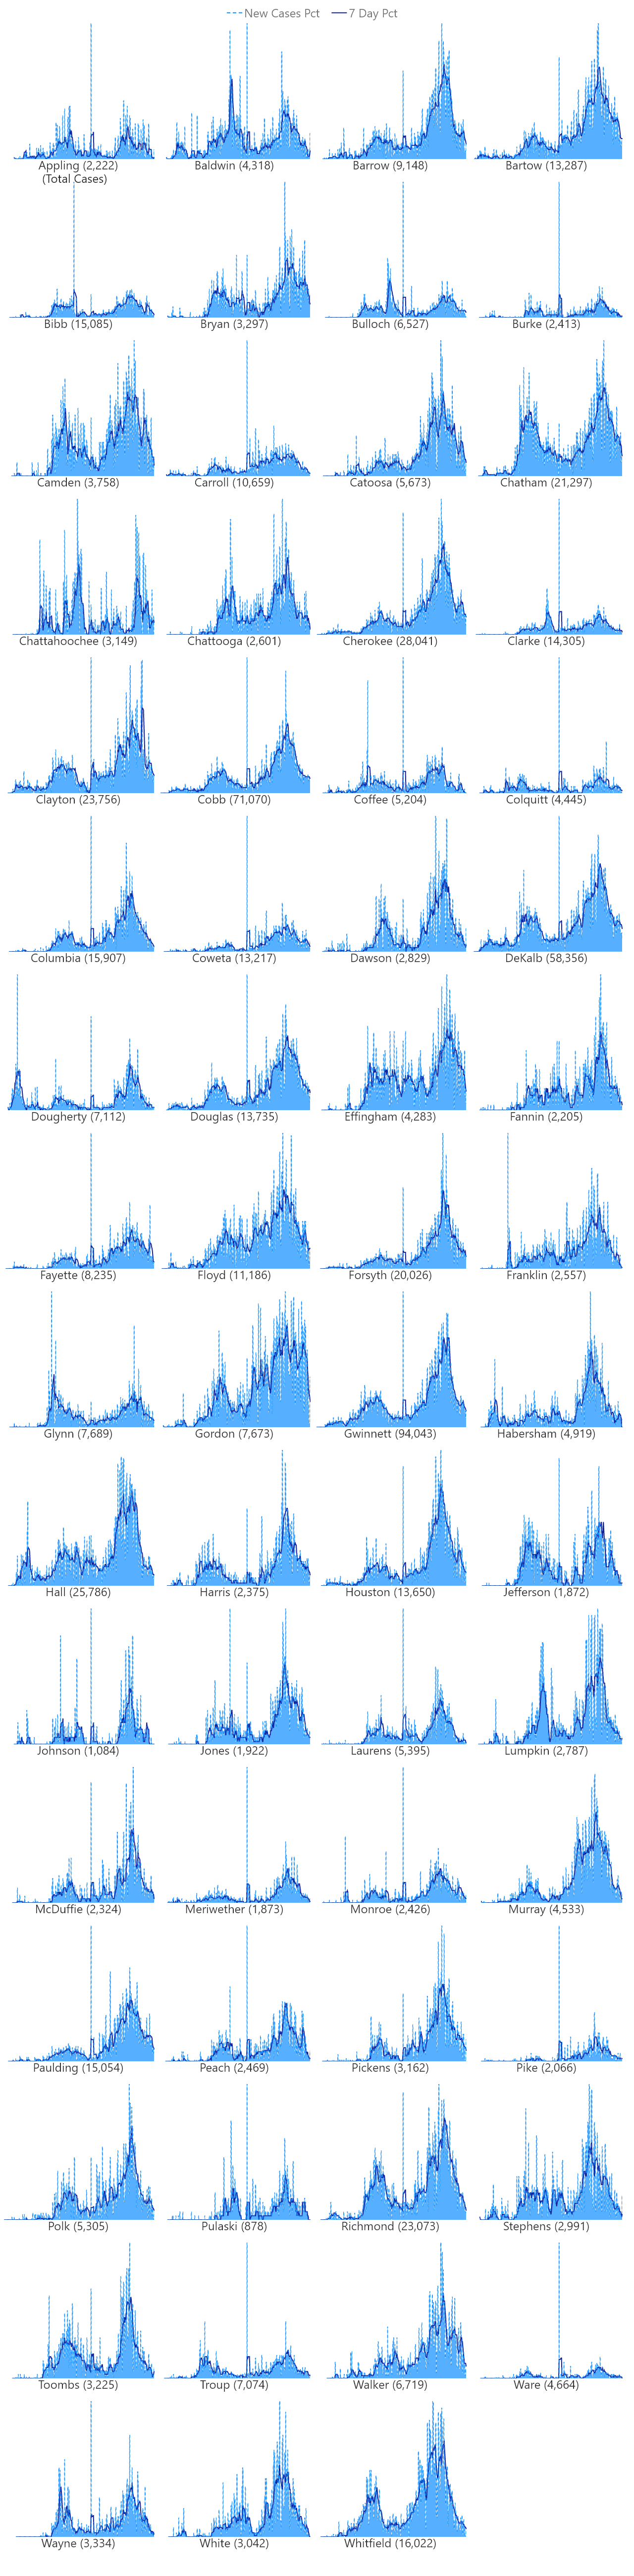 New Cases Pct 7 Day Pct
Appling (2,222) Baldwin (4,318) Barrow (9,148) Bartow (13,287)
(Total Cases)
Bibb (15,085) Bryan (3,297) Bulloch (6,527) Burke (2,413)
Camden (3,758) Carroll (10,659) Catoosa (5,673) Chatham (21,297)
Chattahoochee (3,149) Chattooga (2,601) Cherokee (28,041) Clarke (14,305)
Clayton (23,756) Cobb (71,070) Coffee (5,204) Colquitt (4,445)
Columbia (15,907) Coweta (13,217) Dawson (2,829) DeKalb (58,356)
Dougherty (7,112) Douglas (13,735) Effingham (4,283) Fannin (2,205)
Fayette (8,235) Floyd (11,186) Forsyth (20,026) Franklin (2,557)
Glynn (7,689) Gordon (7,673) Gwinnett (94,043) Habersham (4,919)
Hall (25,786) Harris (2,375) Houston (13,650) Jefferson (1,872)
Johnson (1,084) Jones (1,922) Laurens (5,395) Lumpkin (2,787)
McDuffie (2,324) Meriwether (1,873) Monroe (2,426) Murray (4,533)
Paulding (15,054) Peach (2,469) Pickens (3,162) Pike (2,066)
Polk (5,305) Pulaski (878) Richmond (23,073) Stephens (2,991)
Toombs (3,225) Troup (7,074) Walker (6,719) Ware (4,664)
Wayne (3,334) White (3,042) Whitfield (16,022)